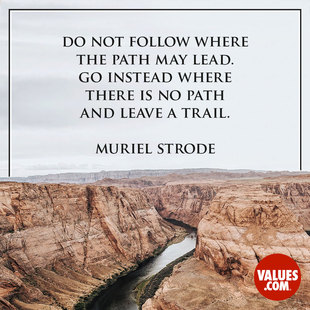 DO NOT FOLLOW WHERE
THE PATH MAY LEAD.
GO INSTEAD WHERE
THERE IS NO PATH
AND LEAVE A TRAIL.
MURIEL STRODE
VALUES
.COM